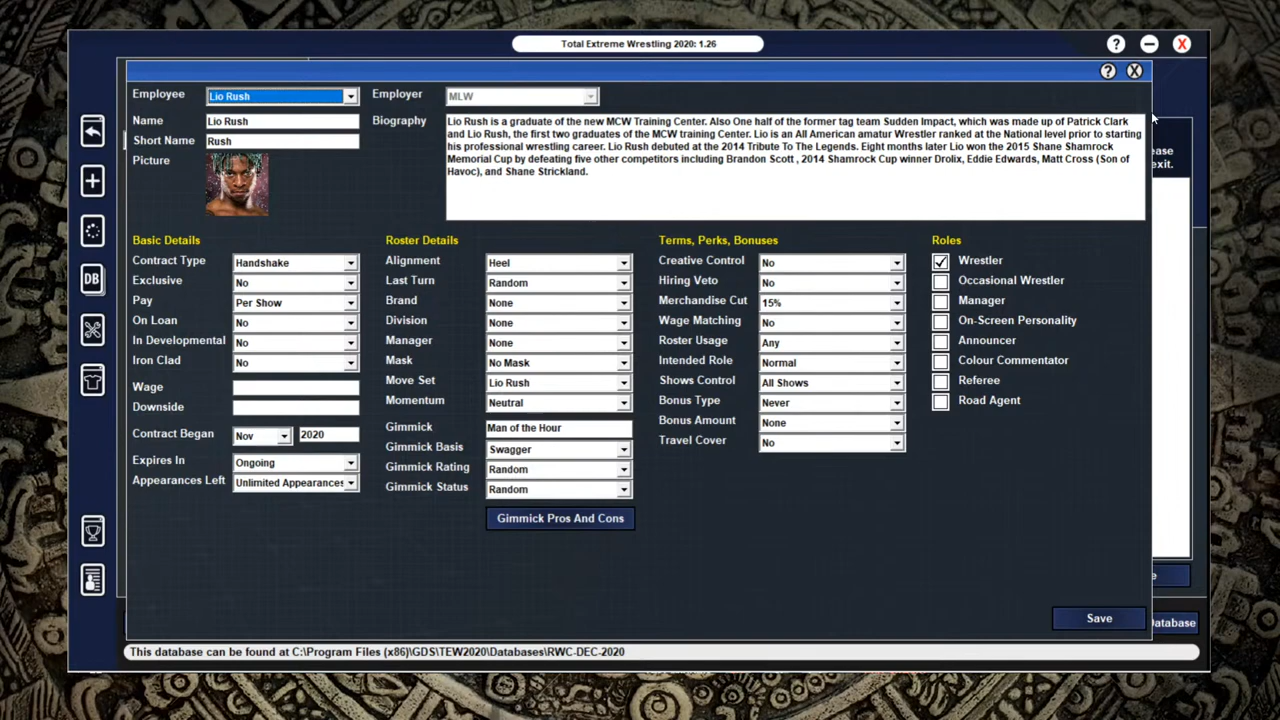 Total Extreme Wrestling 2020: 1.26
? X
? X
Employee Lio Rush Employer MLW
Name Lio Rush Biography
Short Name Rush
Picture
Lio Rush is a graduate of the new MCW Training Center. Also One half of the former tag team Sudden Impact, which was made up of Patrick Clark
and Lio Rush, the first two graduates of the MCW training Center. Lio is an All American amatur Wrestler ranked at the National level prior to starting
his professional wrestling career. Lio Rush debuted at the 2014 Tribute To The Legends. Eight months later Lio won the 2015 Shane Shamrock
Memorial Cup by defeating five other competitors including Brandon Scott , 2014 Shamrock Cup winner Drolix, Eddie Edwards, Matt Cross (Son of
Havoc), and Shane Strickland.
ease
exit.
DB
Basic Details
Contract Type Handshake
Exclusive No
Pay Per Show
On Loan No
In Developmental No
Iron Clad No
Wage
Downside
Contract Began Nov 2020
Expires In Ongoing
Appearances Left Unlimited Appearances
Roster Details
Alignment Heel
Last Turn Random
Brand None
Division None
Manager None
Mask No Mask
Move Set Lio Rush
Momentum Neutral
Gimmick Man of the Hour
Gimmick Basis Swagger
Gimmick Rating Random
Gimmick Status Random
Gimmick Pros And Cons
Terms, Perks, Bonuses
Creative Control No
Hiring Veto No
Merchandise Cut 15%
Wage Matching No
Roster Usage Any
Intended Role Normal
Shows Control All Shows
Bonus Type Never
Bonus Amount None
Travel Cover No
Roles
Wrestler
Occasional Wrestler
Manager
On-Screen Personality
Announcer
Colour Commentator
Referee
Road Agent
e
Save
Database
This database can be found at C:\Program Files (x86)\GDS\TEW2020\Databases\RWC-DEC-2020